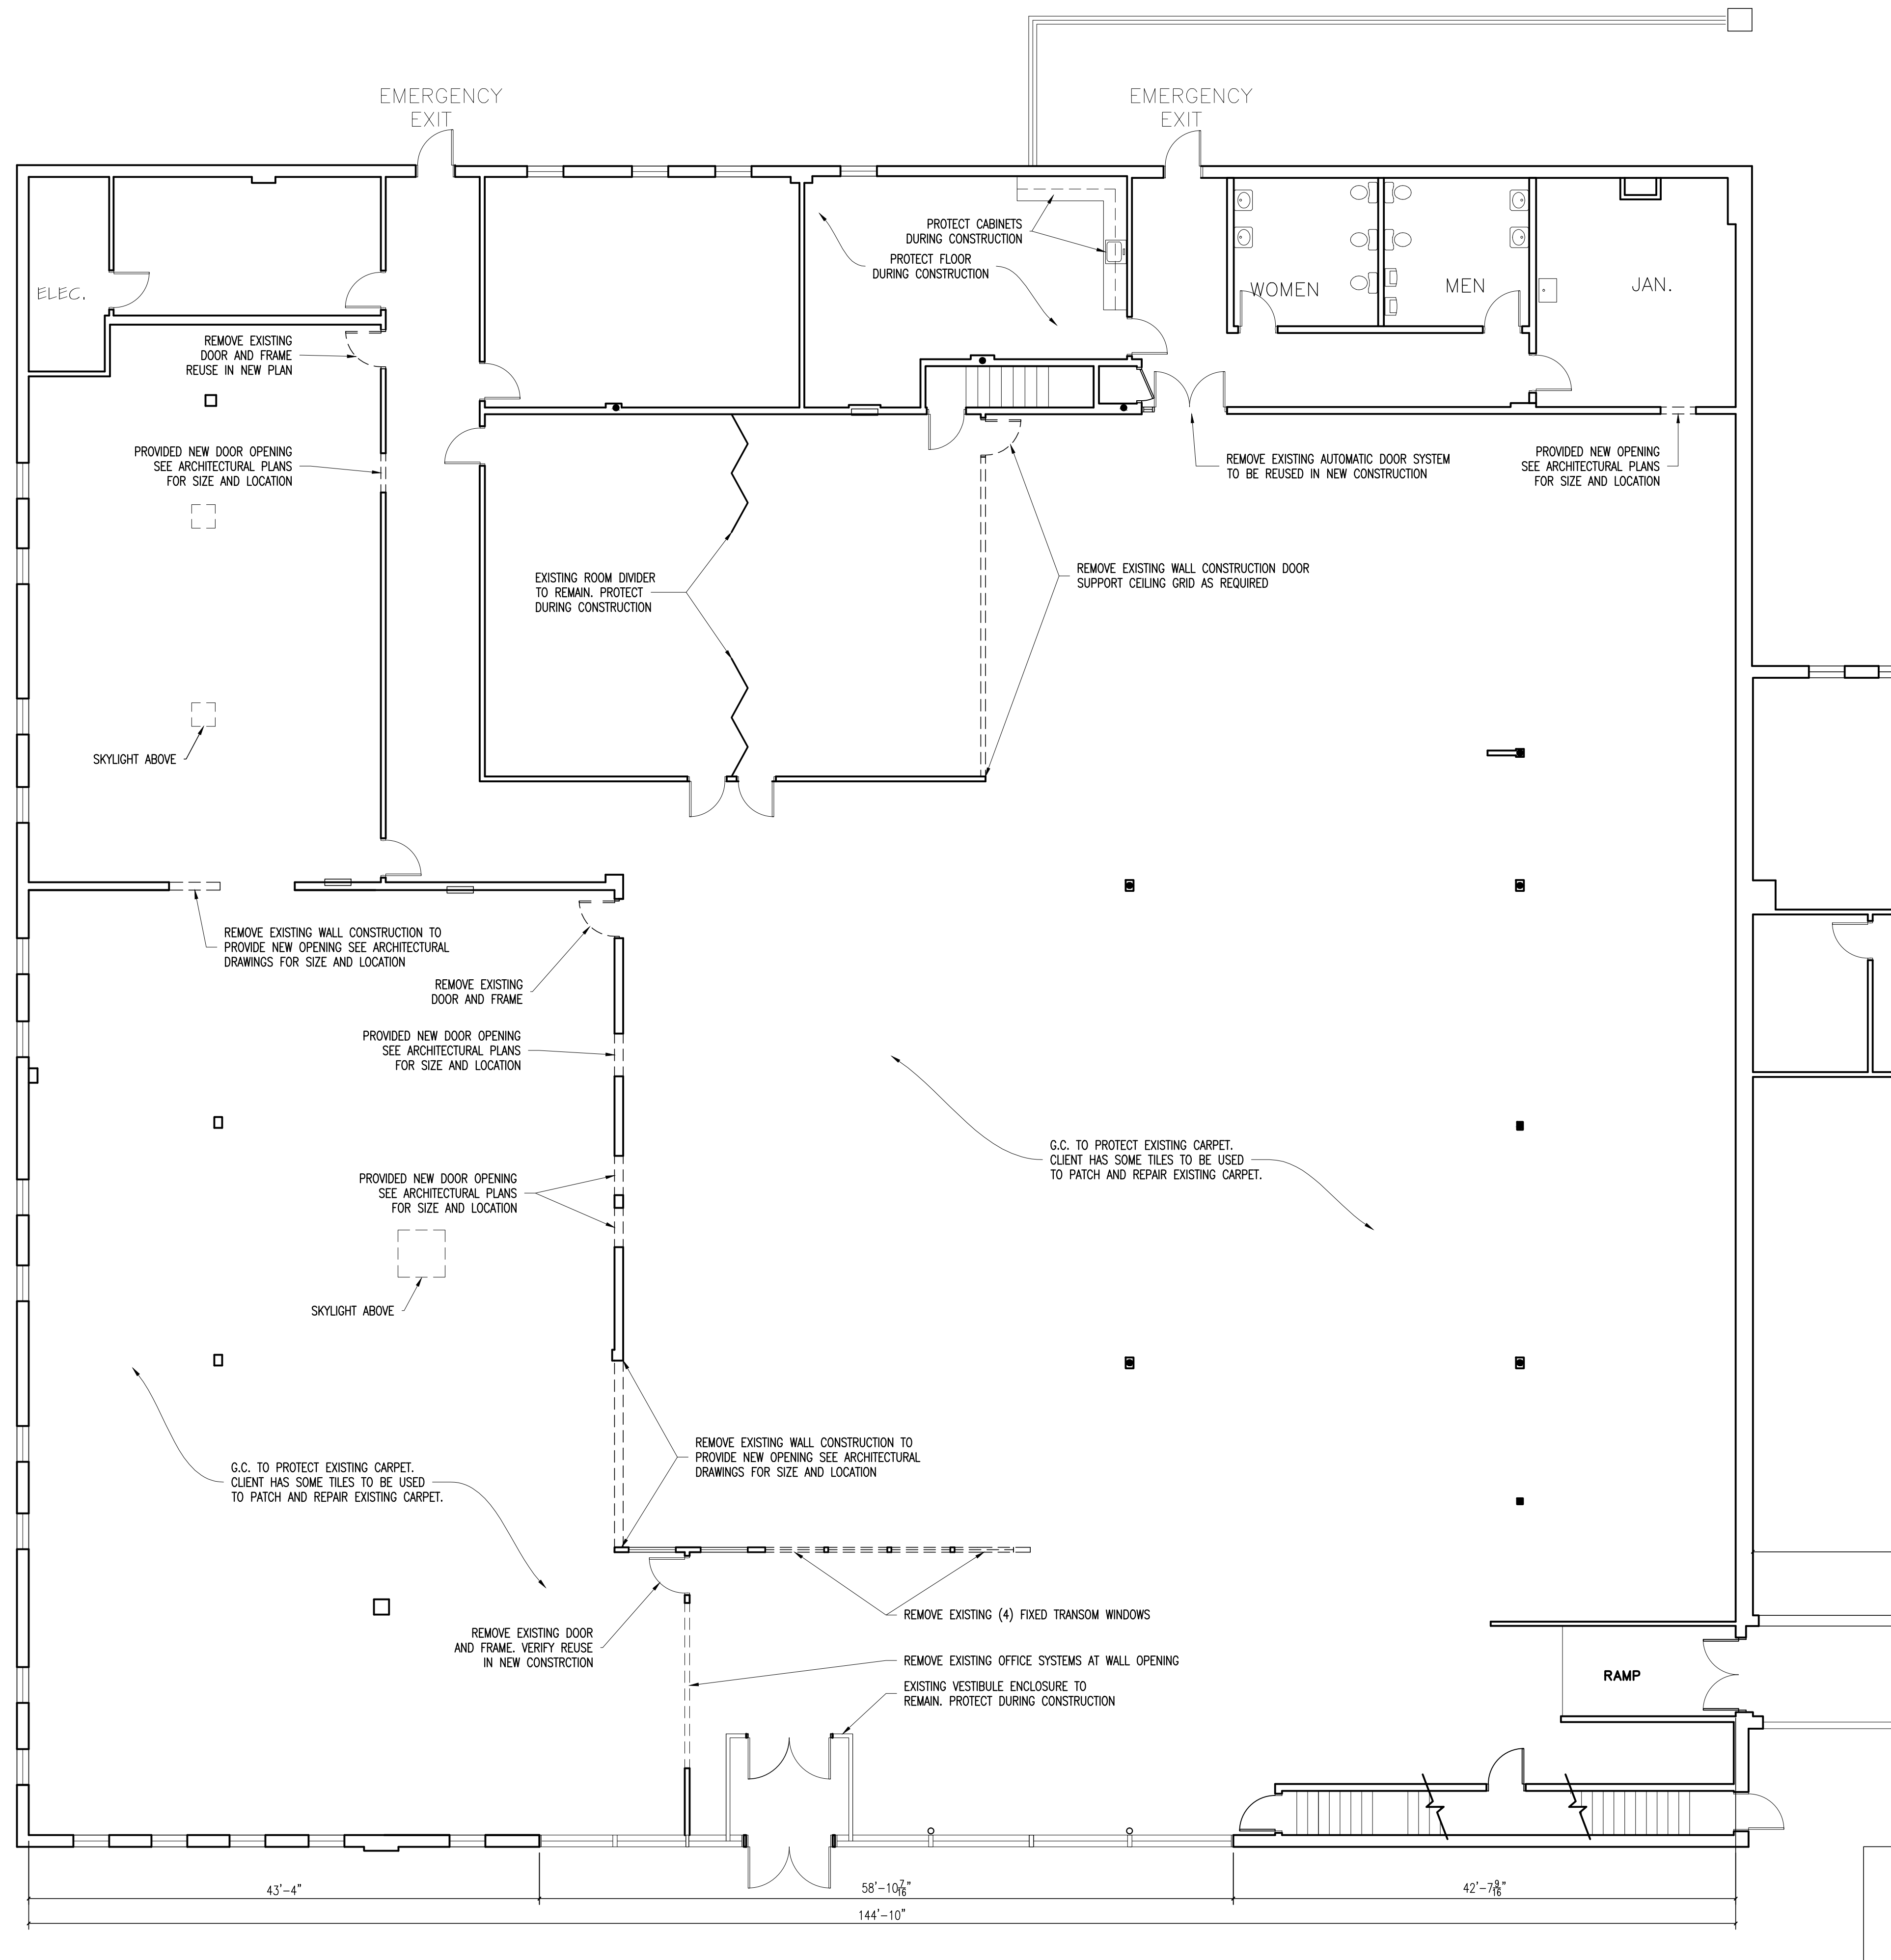 EMERGENCY
EXIT
EMERGENCY
EXIT
PROTECT CABINETS
DURING CONSTRUCTION
PROTECT FLOOR
DURING CONSTRUCTION
ELEC.
WOMEN
MEN
JAN.
REMOVE EXISTING
DOOR AND FRAME
REUSE IN NEW PLAN
PROVIDED NEW DOOR OPENING
SEE ARCHITECTURAL PLANS
FOR SIZE AND LOCATION
REMOVE EXISTING AUTOMATIC DOOR SYSTEM
TO BE REUSED IN NEW CONSTRUCTION
PROVIDED NEW OPENING
SEE ARCHITECTURAL PLANS
FOR SIZE AND LOCATION
EXISTING ROOM DIVIDER
TO REMAIN. PROTECT
DURING CONSTRUCTION
REMOVE EXISTING WALL CONSTRUCTION DOOR
SUPPORT CEILING GRID AS REQUIRED
SKYLIGHT ABOVE
REMOVE EXISTING WALL CONSTRUCTION TO
PROVIDE NEW OPENING SEE ARCHITECTURAL
DRAWINGS FOR SIZE AND LOCATION
REMOVE EXISTING
DOOR AND FRAME
PROVIDED NEW DOOR OPENING
SEE ARCHITECTURAL PLANS
FOR SIZE AND LOCATION
G.C. TO PROTECT EXISTING CARPET.
CLIENT HAS SOME TILES TO BE USED
TO PATCH AND REPAIR EXISTING CARPET.
PROVIDED NEW DOOR OPENING
SEE ARCHITECTURAL PLANS
FOR SIZE AND LOCATION
SKYLIGHT ABOVE
REMOVE EXISTING WALL CONSTRUCTION TO
PROVIDE NEW OPENING SEE ARCHITECTURAL
DRAWINGS FOR SIZE AND LOCATION
G.C. TO PROTECT EXISTING CARPET.
CLIENT HAS SOME TILES TO BE USED
TO PATCH AND REPAIR EXISTING CARPET.
REMOVE EXISTING (4) FIXED TRANSOM WINDOWS
REMOVE EXISTING DOOR
AND FRAME. VERIFY REUSE
IN NEW CONSTRCTION
REMOVE EXISTING OFFICE SYSTEMS AT WALL OPENING
EXISTING VESTIBULE ENCLOSURE TO
REMAIN. PROTECT DURING CONSTRUCTION
RAMP
43'-4"
58'-10 7/16"
42'-7 9/16"
144'-10"